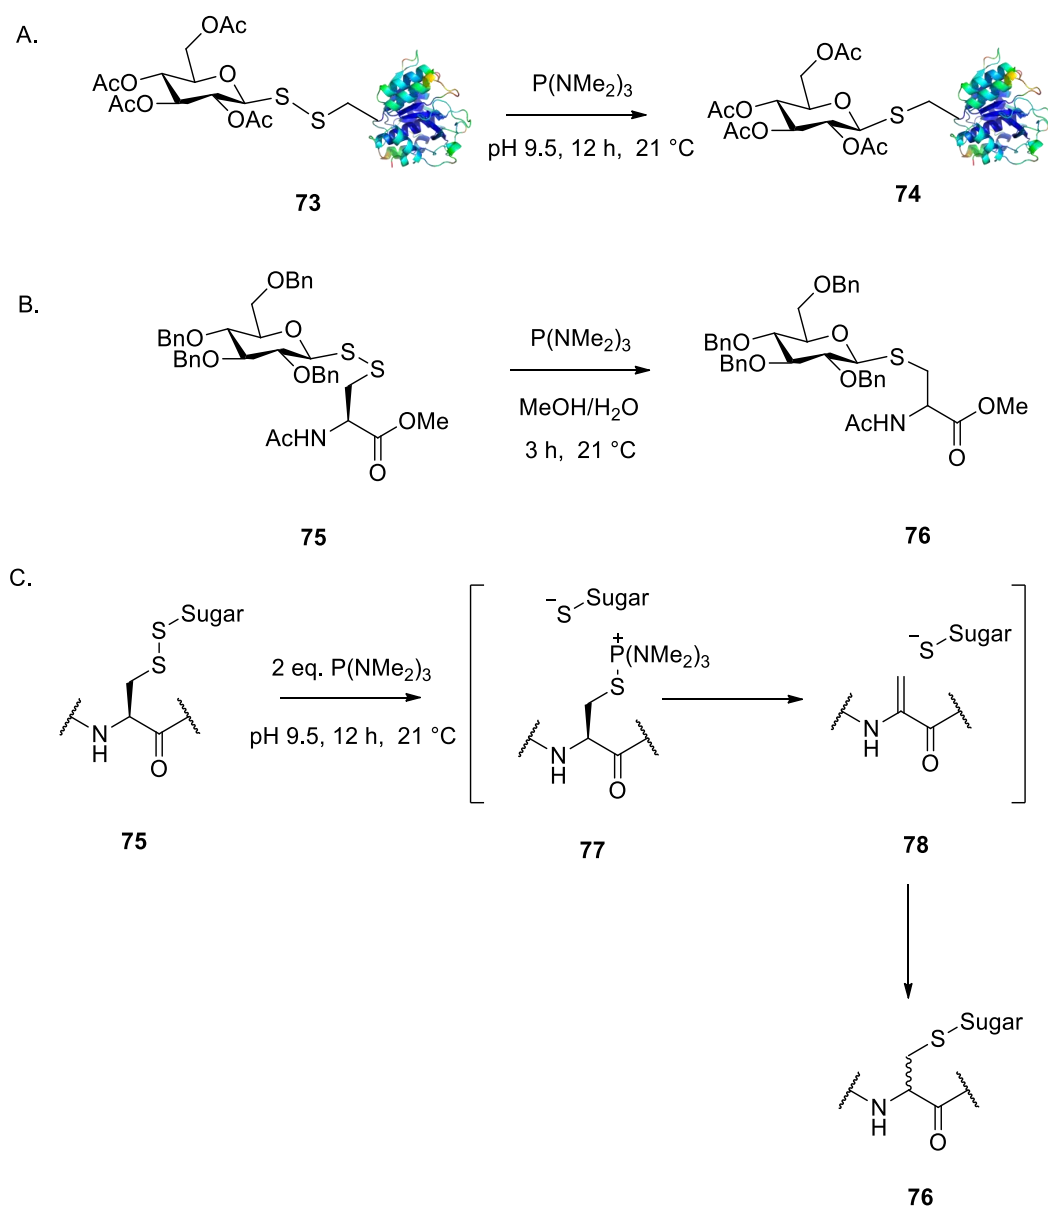 A.
OAc
AcO
AcO
O
OAc
S
S
73
P(NMe2)3
pH 9.5, 12 h, 21 °C
OAc
AcO
AcO
O
OAc
S
74
B.
OBn
BnO
BnO
O
OBn
S
S
AcHN
OMe
O
75
P(NMe2)3
MeOH/H2O
3 h, 21 °C
OBn
BnO
BnO
O
OBn
S
AcHN
OMe
O
76
C.
S
S
Sugar
N
H
O
75
2 eq. P(NMe2)3
pH 9.5, 12 h, 21 °C
−
S
Sugar
+
P(NMe2)3
S
N
H
O
77
−
S
Sugar
N
H
O
78
S
Sugar
N
H
O
76